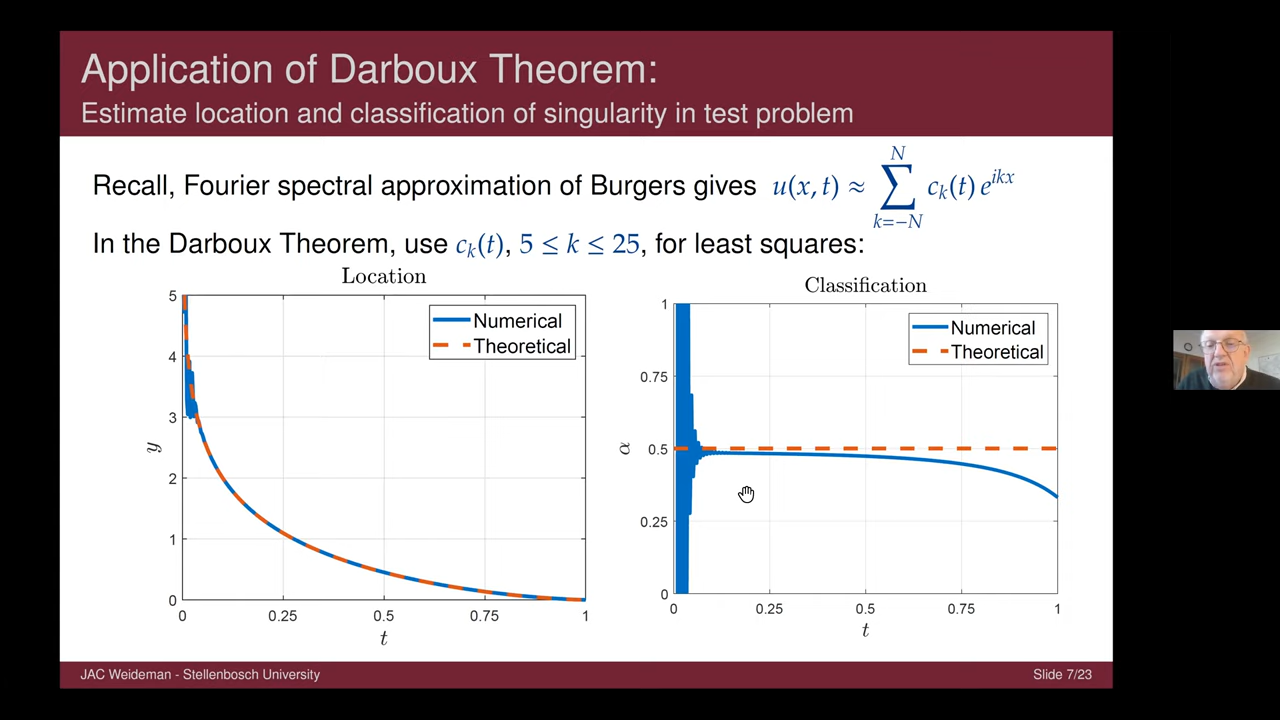 Application of Darboux Theorem:
Estimate location and classification of singularity in test problem
Recall, Fourier spectral approximation of Burgers gives u(x, t) ≈ ∑_{k=−N}^{N} c_k(t) e^{ikx}
In the Darboux Theorem, use c_k(t), 5 ≤ k ≤ 25, for least squares:
Location
5
4
3
2
1
0
y
0 0.25 0.5 0.75 1
t
Numerical
Theoretical
Classification
1
0.75
0.5
0.25
0
α
0 0.25 0.5 0.75 1
t
Numerical
Theoretical
JAC Weideman - Stellenbosch University
Slide 7/23